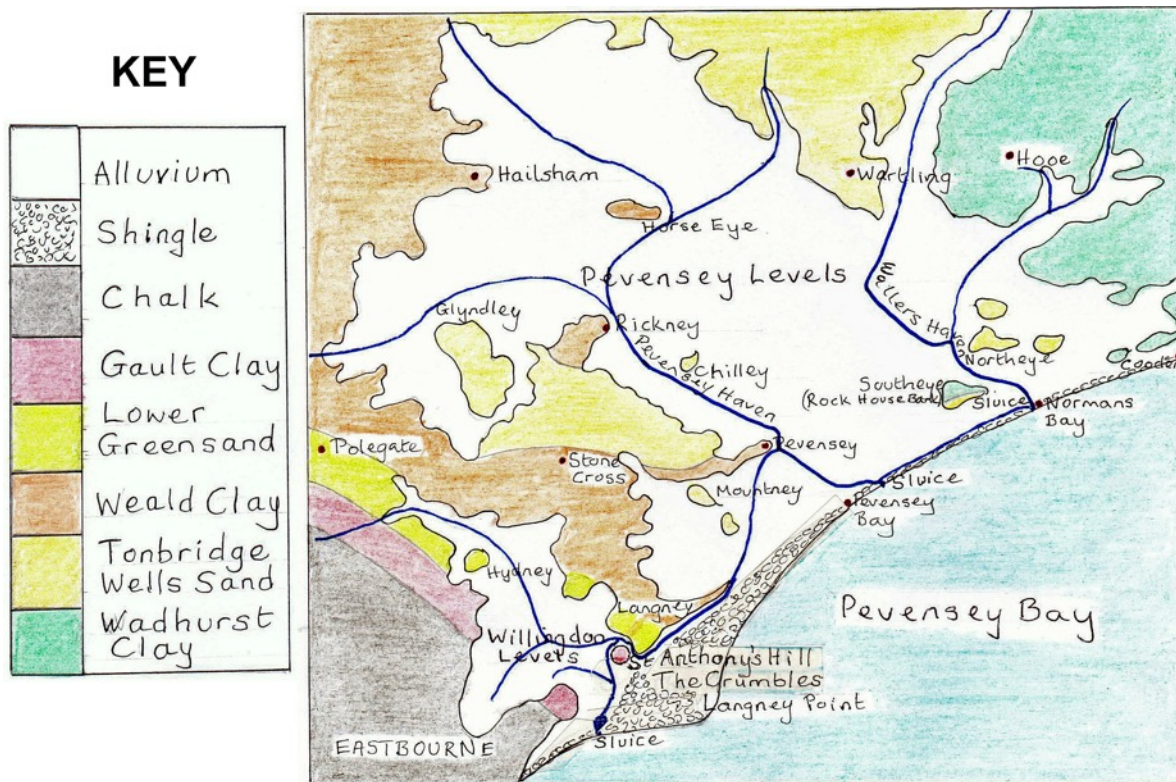 KEY
Alluvium
Shingle
Chalk
Gault Clay
Lower
Greensand
Weald Clay
Tonbridge
Wells Sand
Wadhurst
Clay
Hailsham
Wartling
Hooe
Horse Eye
Pevensey Levels
Wallers Haven
Glyndley
Rickney
Pevensey Haven
Chilley
Northeye
Southeye
(Rock House Bank)
Sluice
Normans
Bay
Polegate
Stone
Cross
Pevensey
Mountney
Sluice
Pevensey
Bay
Hydney
Langney
Pevensey Bay
Willingdon
Levels
St Anthony's Hill
The Crumbles
Langney Point
EASTBOURNE
Sluice